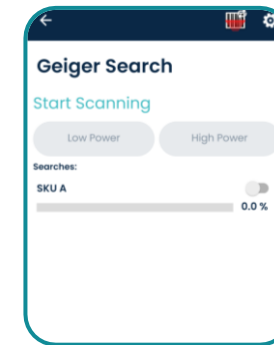 Geiger Search
Start Scanning
Low Power High Power
Searches:
SKU A
0.0 %